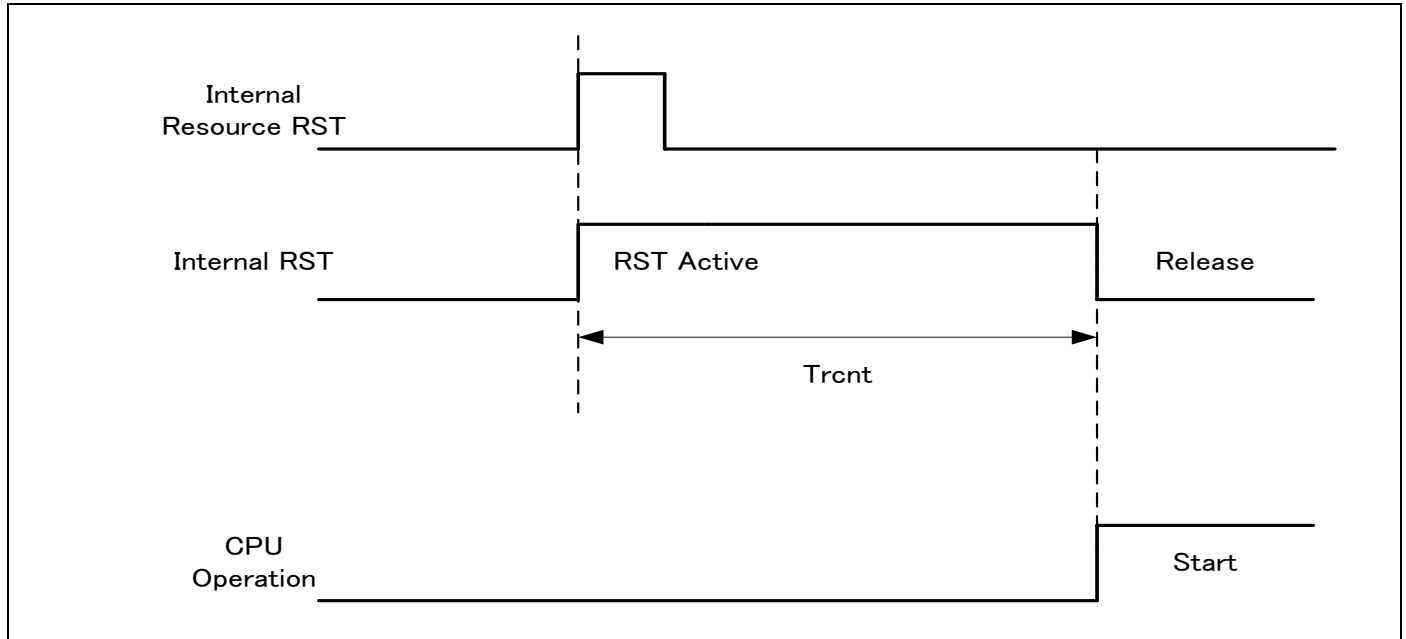 Internal
Resource RST
Internal RST
RST Active
Release
Trcnt
CPU
Operation
Start